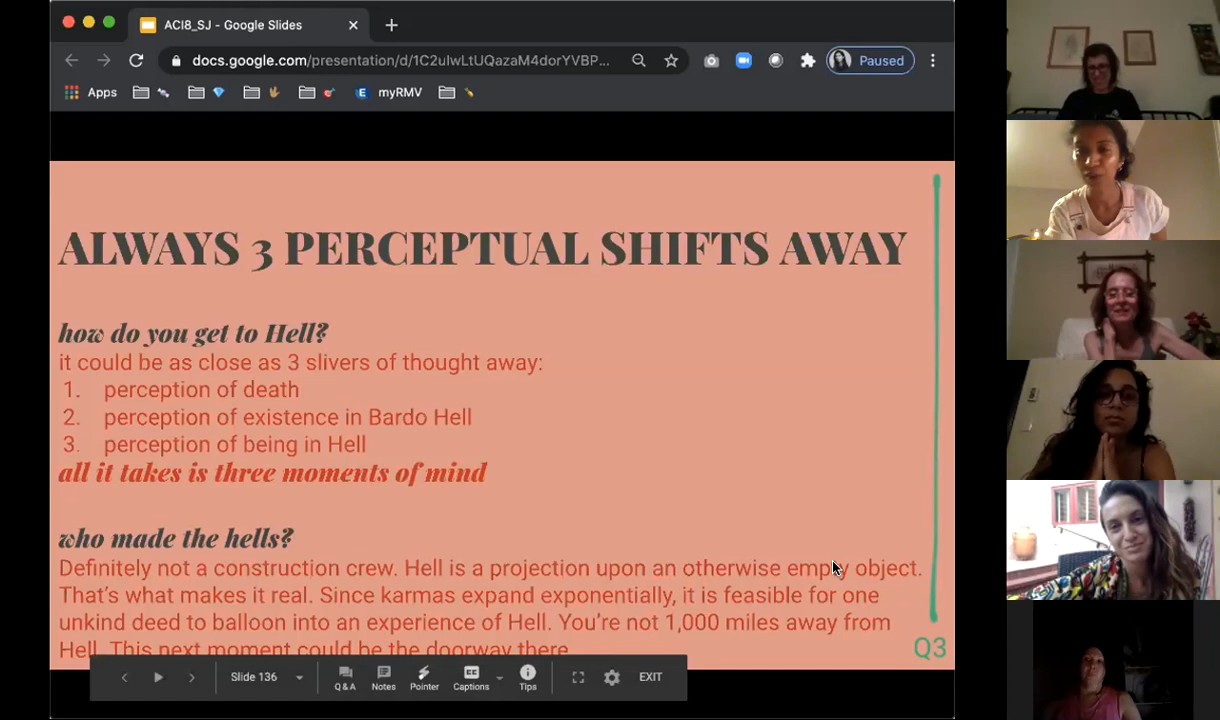 ACI8_SJ - Google Slides
docs.google.com/presentation/d/1C2ulwLtUQazaM4dorYVBP...
Paused
Apps
myRMV
ALWAYS 3 PERCEPTUAL SHIFTS AWAY
how do you get to Hell?
it could be as close as 3 slivers of thought away:
1. perception of death
2. perception of existence in Bardo Hell
3. perception of being in Hell
all it takes is three moments of mind
who made the hells?
Definitely not a construction crew. Hell is a projection upon an otherwise empty object.
That’s what makes it real. Since karmas expand exponentially, it is feasible for one
unkind deed to balloon into an experience of Hell. You’re not 1,000 miles away from
Hell. This next moment could be the doorway there
Q3
Slide 136
Q & A
Notes
Pointer
Captions
Tips
EXIT